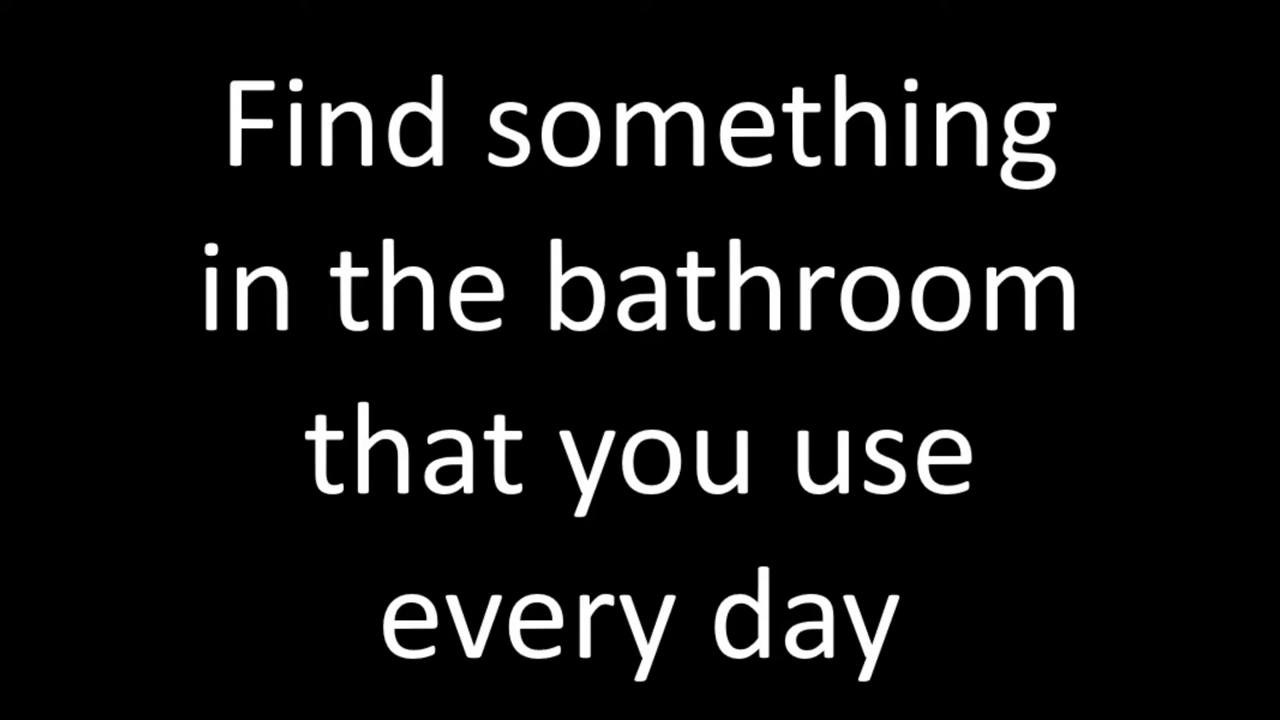 Find something
in the bathroom
that you use
every day